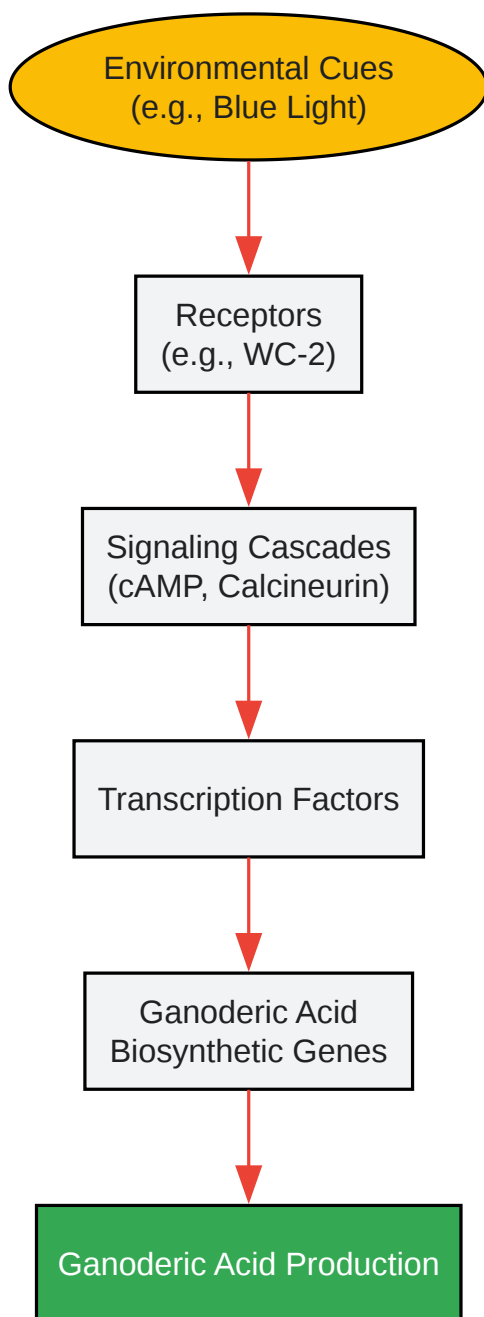 Environmental Cues
(e.g., Blue Light)
Receptors
(e.g., WC-2)
Signaling Cascades
(cAMP, Calcineurin)
Transcription Factors
Ganoderic Acid
Biosynthetic Genes
Ganoderic Acid Production